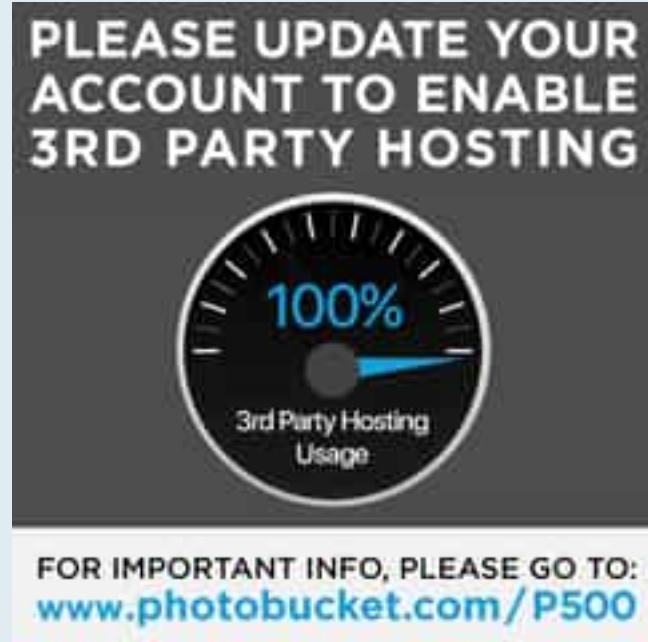 PLEASE UPDATE YOUR
ACCOUNT TO ENABLE
3RD PARTY HOSTING
100%
3rd Party Hosting
Usage
FOR IMPORTANT INFO, PLEASE GO TO:
www.photobucket.com/P500